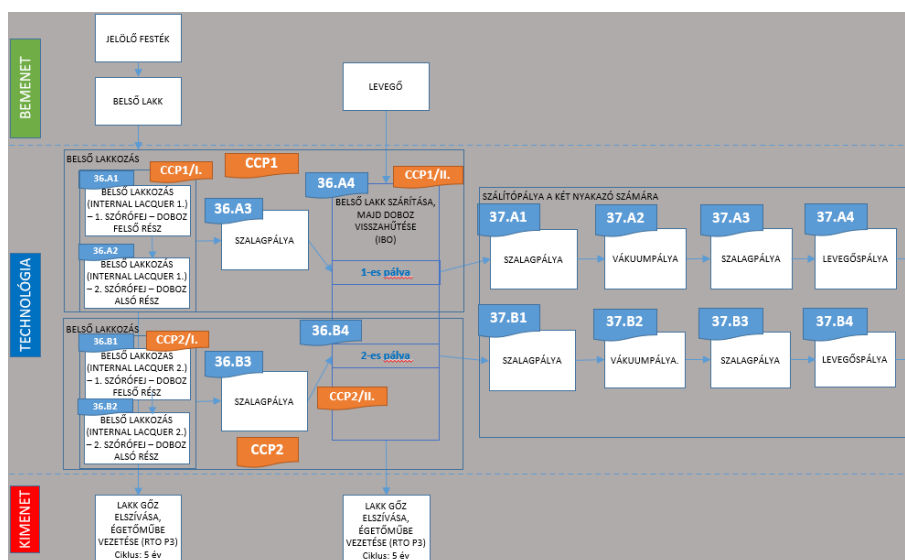 BEMENET
JELÖLŐ FESTÉK
BELSŐ LAKK
LEVEGŐ
TECHNOLÓGIA
BELSŐ LAKKOZÁS
CCP1/I.
CCP1
36.A1
BELSŐ LAKKOZÁS
(INTERNAL LACQUER 1.)
– 1. SZÓRÓFEJ – DOBOZ
FELSŐ RÉSZ
36.A2
BELSŐ LAKKOZÁS
(INTERNAL LACQUER 1.)
– 2. SZÓRÓFEJ – DOBOZ
ALSÓ RÉSZ
36.A3
SZALAGPÁLYA
36.A4
CCP1/II.
BELSŐ LAKK SZÁRÍTÁSA,
MAJD DOBOZ
VISSZAHŰTÉSE
(IBO)
1-es pálya
SZÁLÍTÓPÁLYA A KÉT NYAKAZÓ SZÁMÁRA
37.A1
SZALAGPÁLYA
37.A2
VÁKUUMPÁLYA
37.A3
SZALAGPÁLYA
37.A4
LEVEGŐSPÁLYA
BELSŐ LAKKOZÁS
36.B1
CCP2/I.
BELSŐ LAKKOZÁS
(INTERNAL LACQUER 2.)
– 1. SZÓRÓFEJ – DOBOZ
FELSŐ RÉSZ
36.B2
BELSŐ LAKKOZÁS
(INTERNAL LACQUER 2.)
– 2. SZÓRÓFEJ – DOBOZ
ALSÓ RÉSZ
36.B3
SZALAGPÁLYA
CCP2
36.B4
2-es pálya
CCP2/II.
37.B1
SZALAGPÁLYA
37.B2
VÁKUUMPÁLYA.
37.B3
SZALAGPÁLYA
37.B4
LEVEGŐSPÁLYA
KIMENET
LAKK GŐZ
ELSZÍVÁSA,
ÉGETŐMŰBE
VEZETÉSE (RTO P3)
Ciklus: 5 év
LAKK GŐZ
ELSZÍVÁSA,
ÉGETŐMŰBE
VEZETÉSE (RTO P3)
Ciklus: 5 év